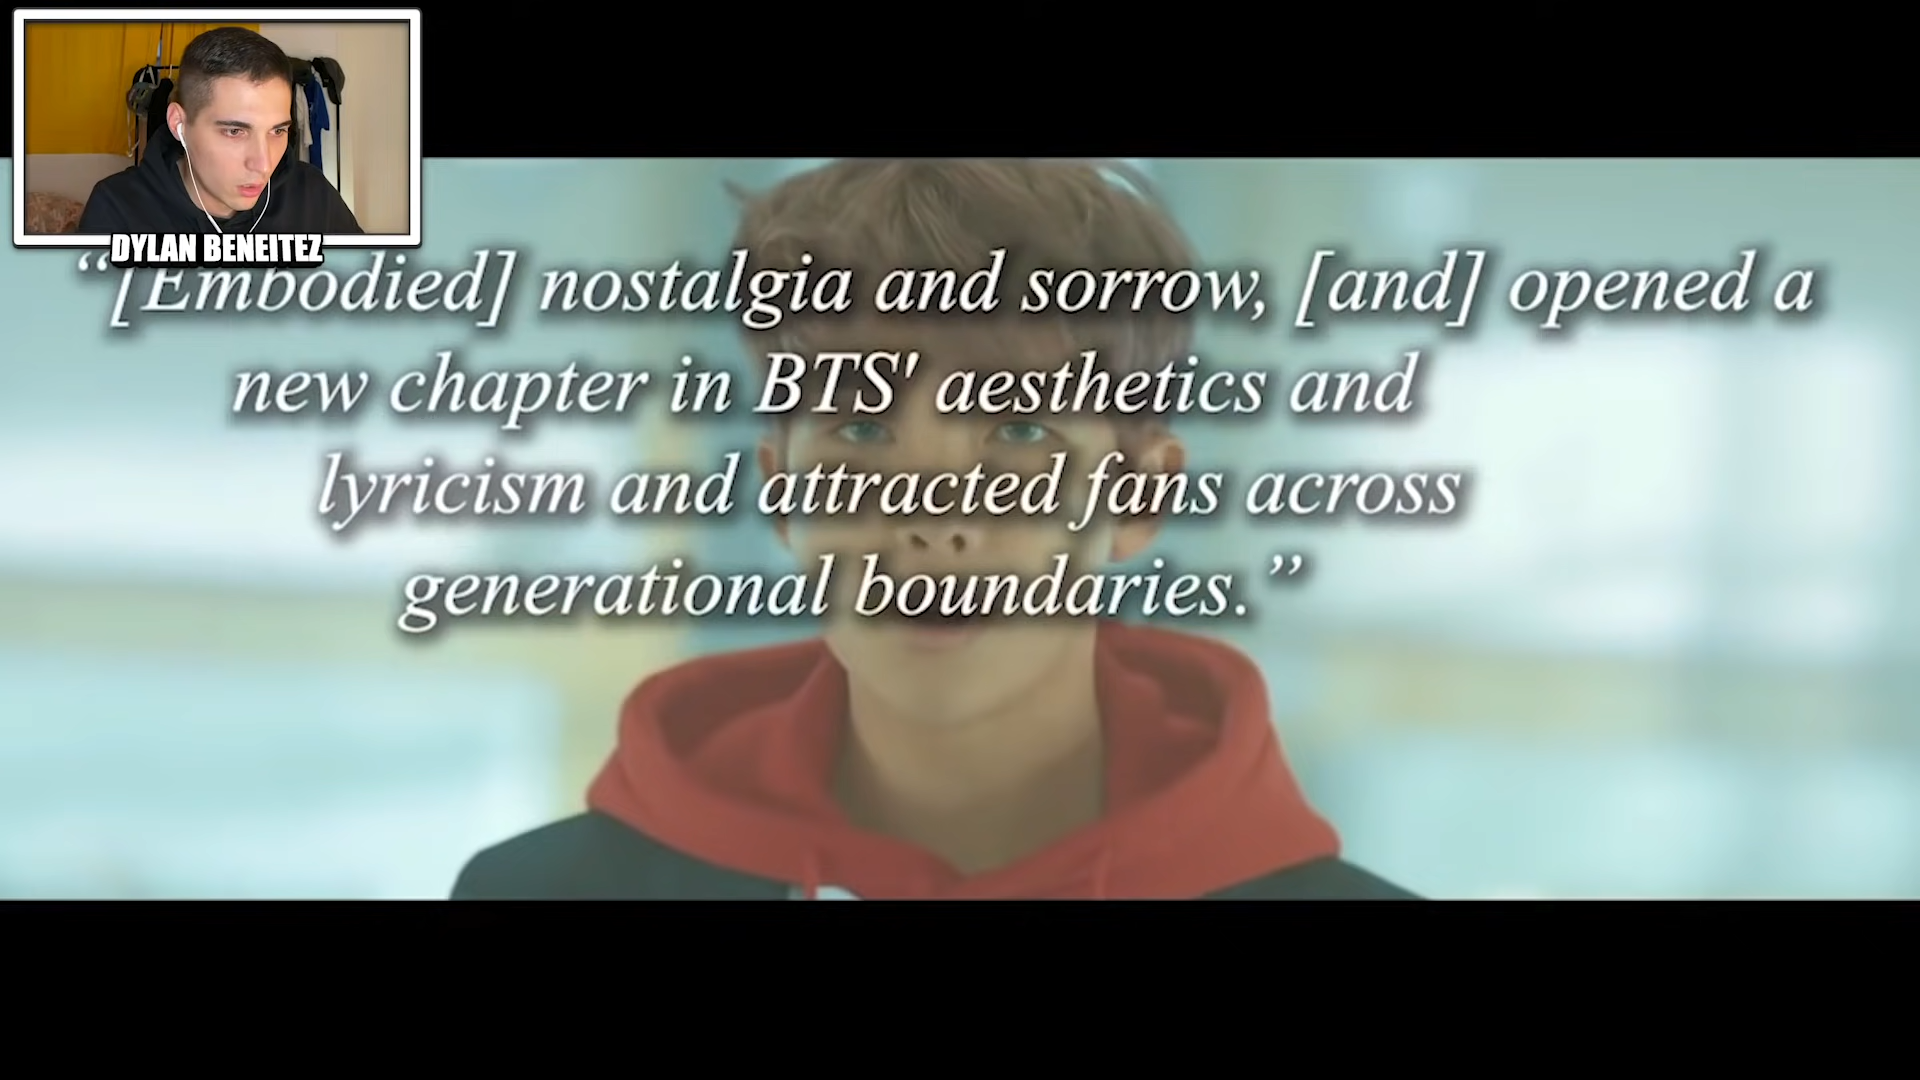 DYLAN BENEITEZ
“[Embodied] nostalgia and sorrow, [and] opened a
new chapter in BTS' aesthetics and
lyricism and attracted fans across
generational boundaries.”